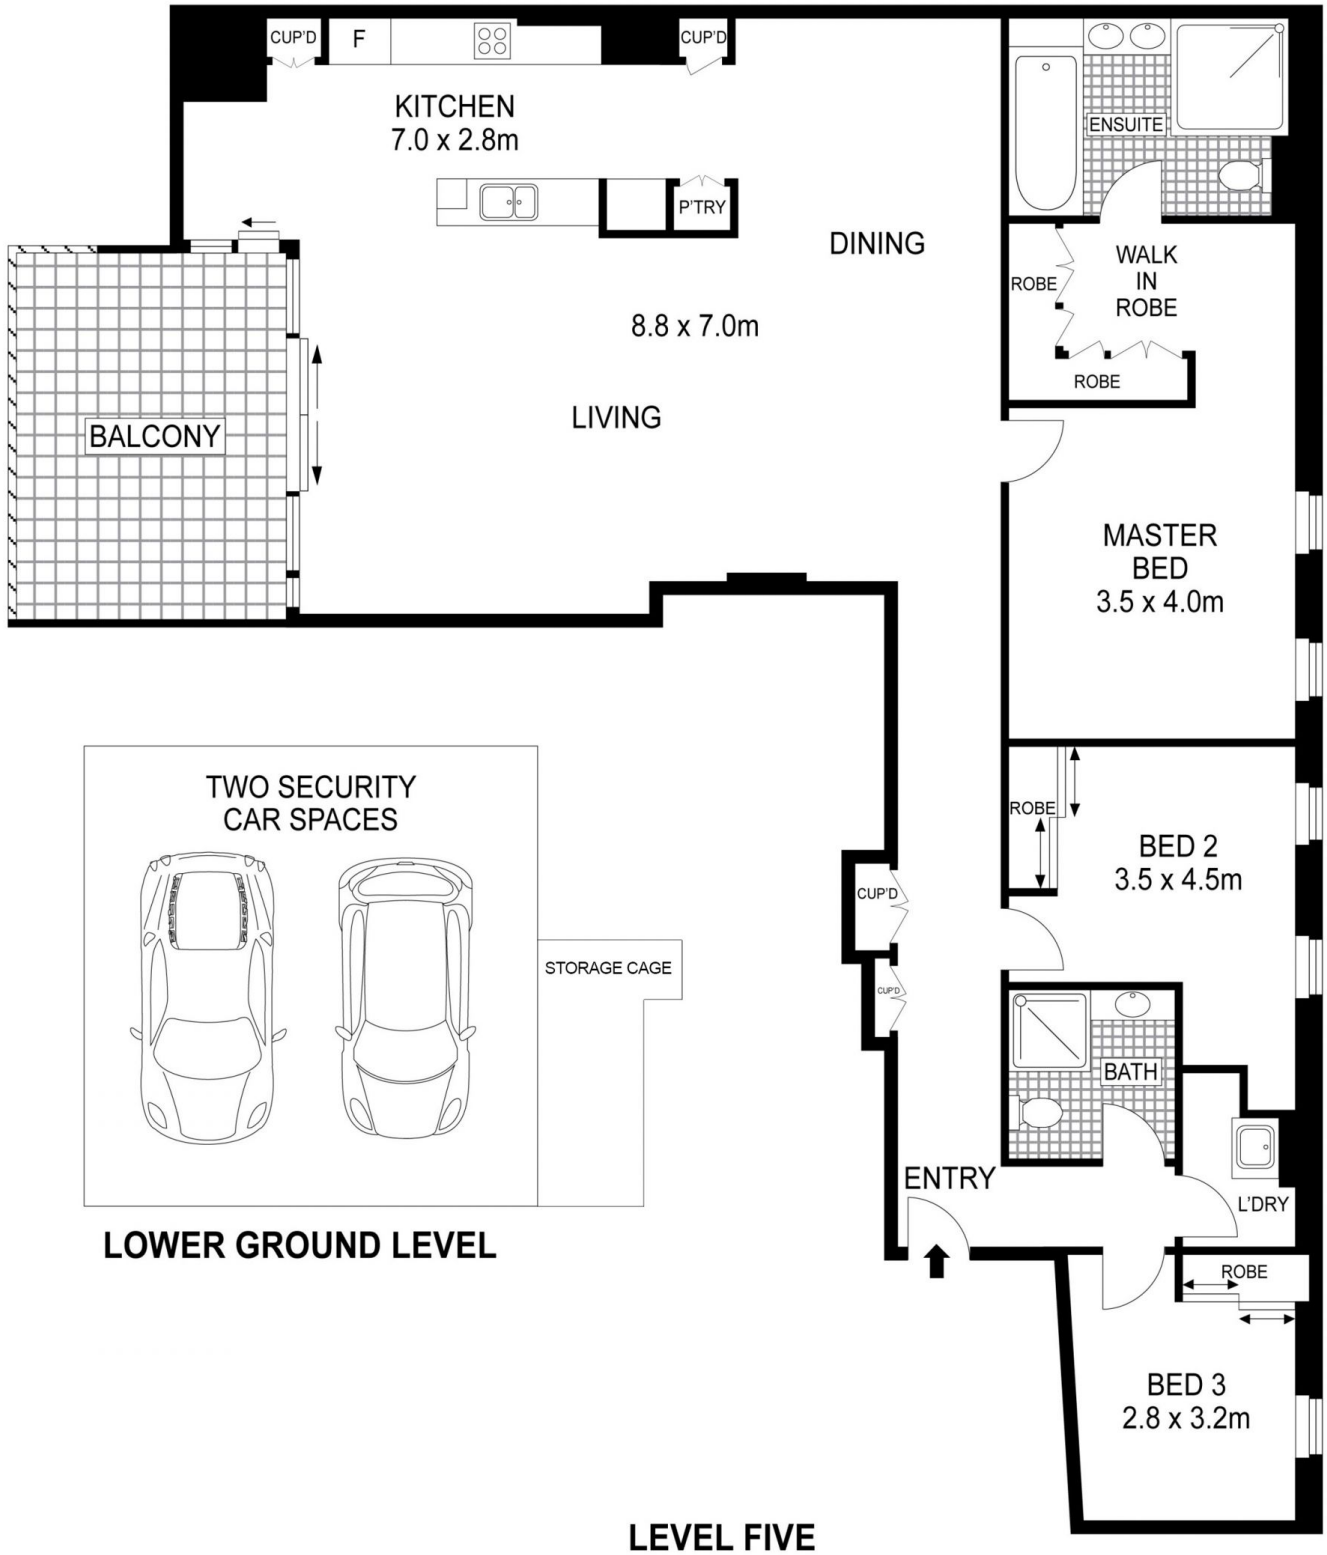 CUP'D
F
CUP'D
KITCHEN
7.0 x 2.8m
ENSUITE
P'TRY
DINING
WALK
IN
ROBE
ROBE
8.8 x 7.0m
ROBE
LIVING
BALCONY
MASTER
BED
3.5 x 4.0m
TWO SECURITY
CAR SPACES
ROBE
BED 2
3.5 x 4.5m
CUP'D
STORAGE CAGE
CUP'D
BATH
ENTRY
L'DRY
LOWER GROUND LEVEL
ROBE
BED 3
2.8 x 3.2m
LEVEL FIVE